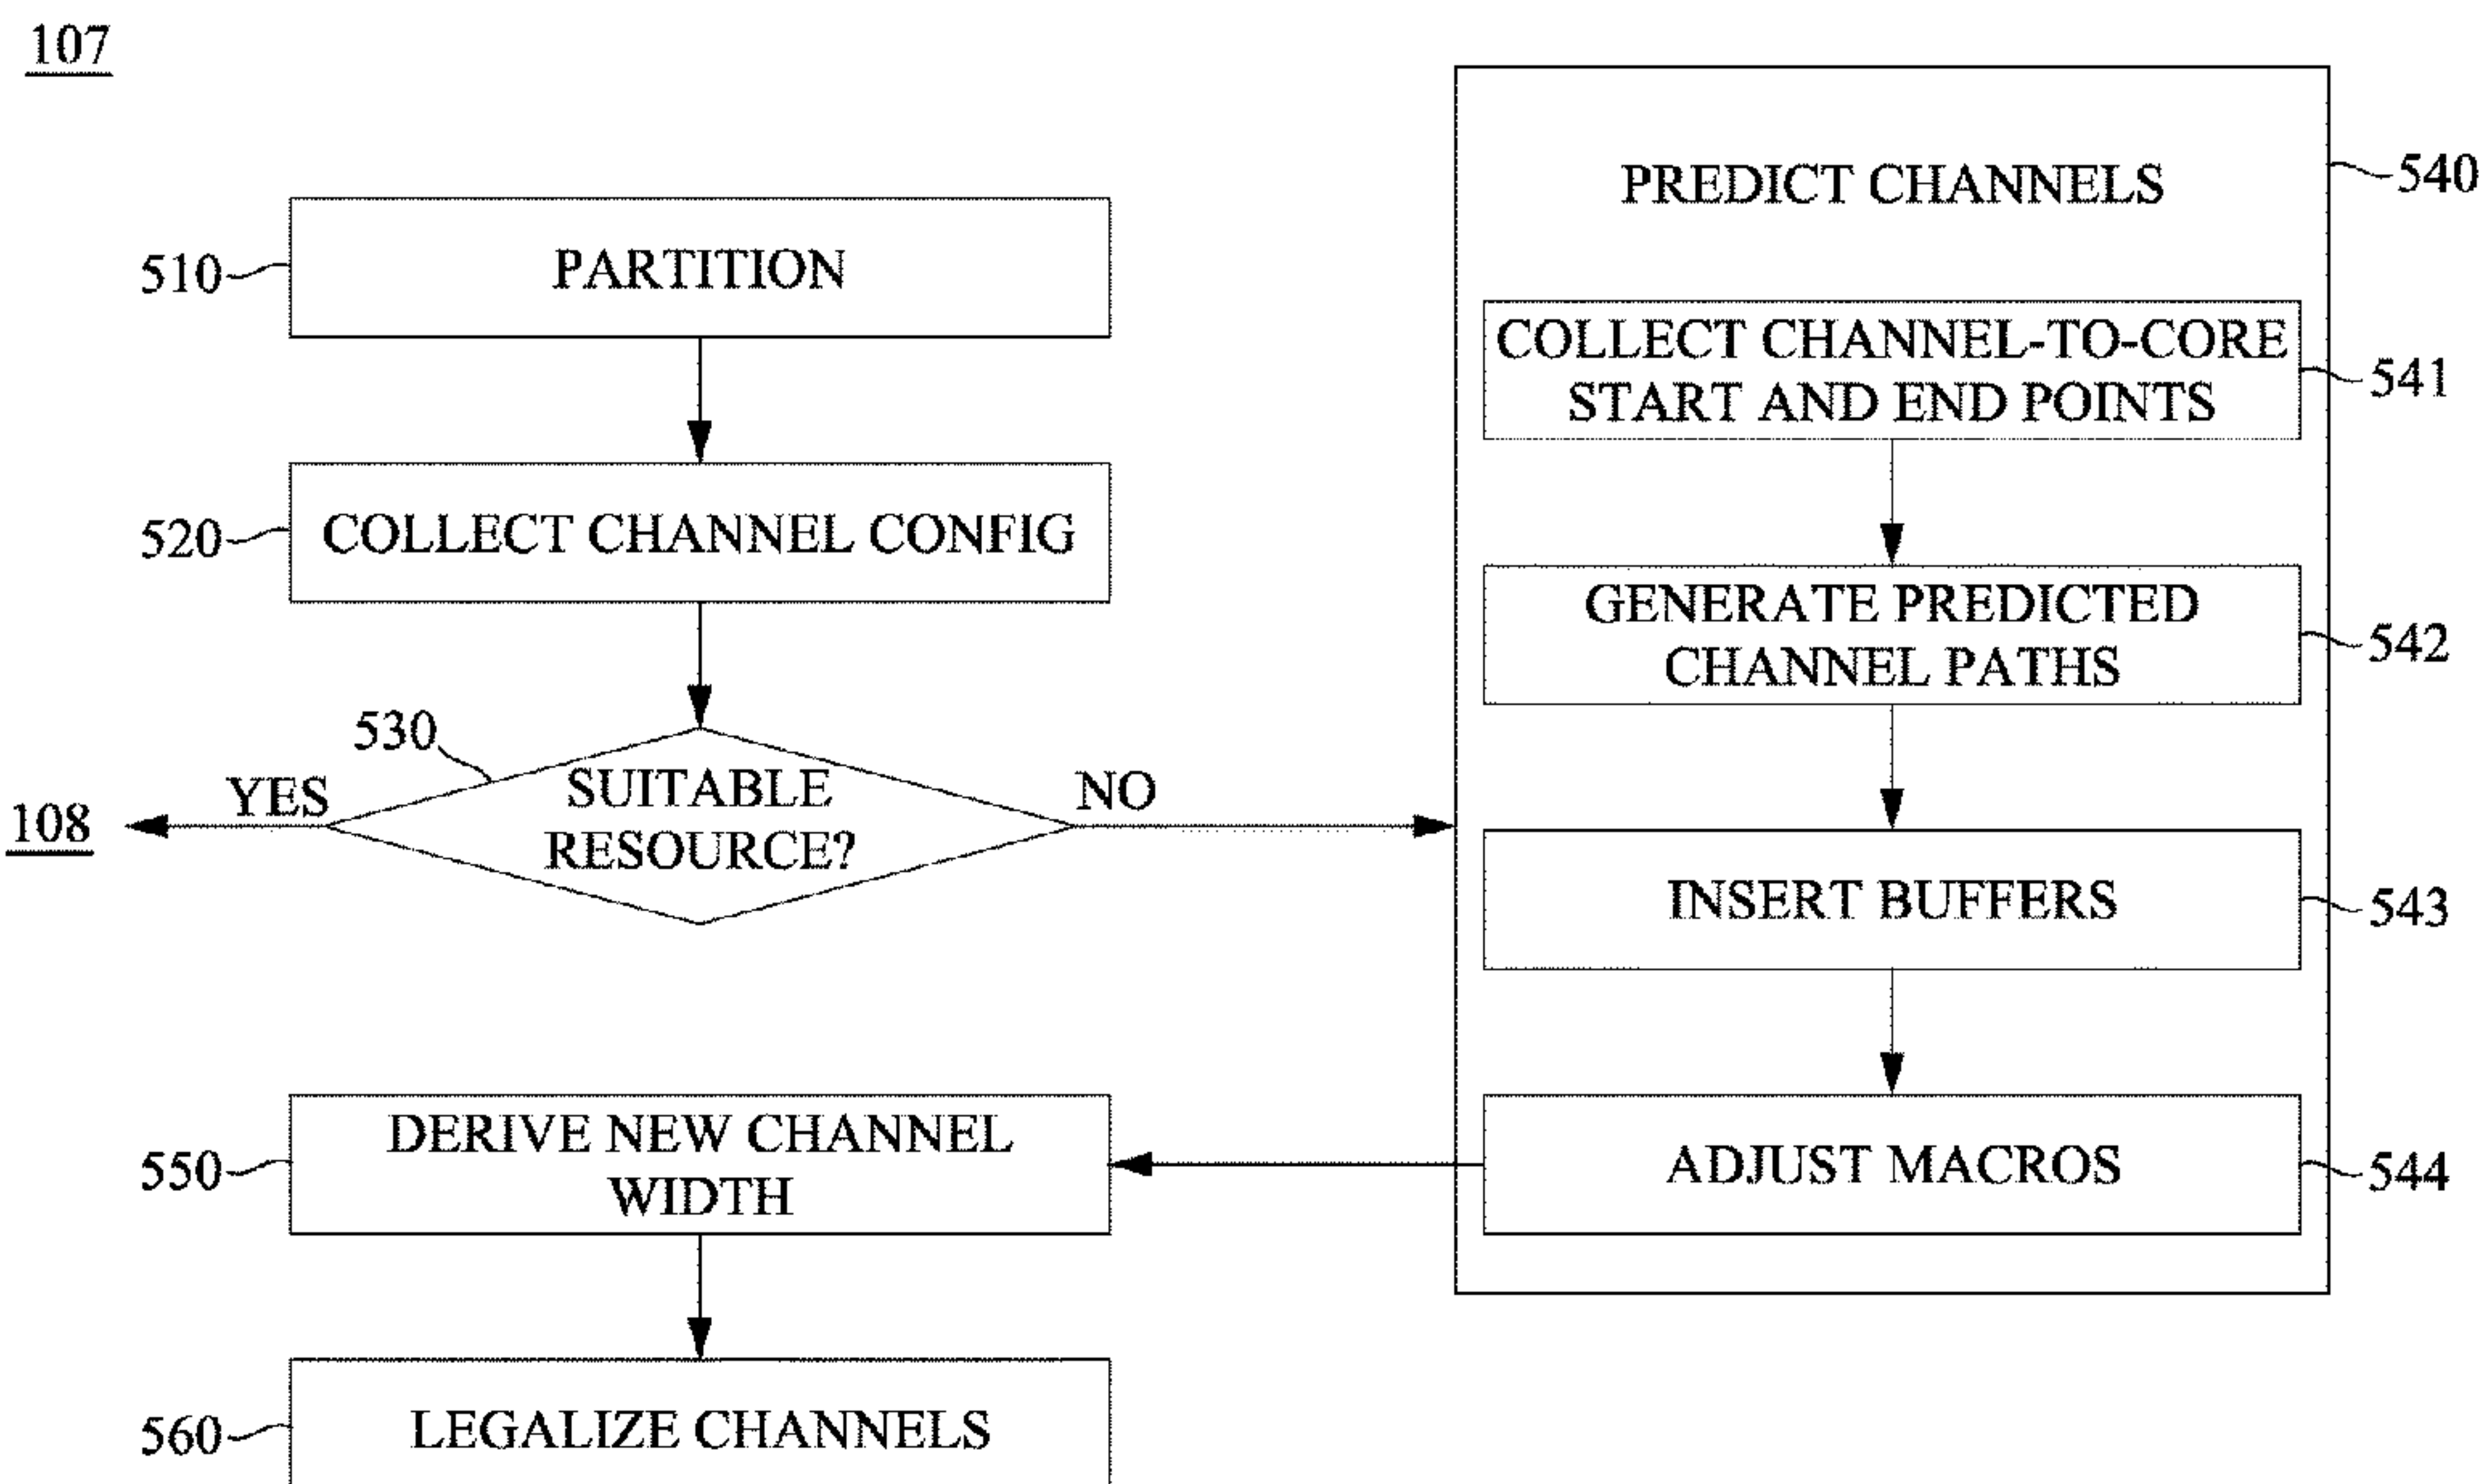 107
PREDICT CHANNELS
540
510
PARTITION
COLLECT CHANNEL-TO-CORE
START AND END POINTS
541
520
COLLECT CHANNEL CONFIG
GENERATE PREDICTED
CHANNEL PATHS
542
530
YES
108
SUITABLE
RESOURCE?
NO
INSERT BUFFERS
543
550
DERIVE NEW CHANNEL
WIDTH
ADJUST MACROS
544
560
LEGALIZE CHANNELS